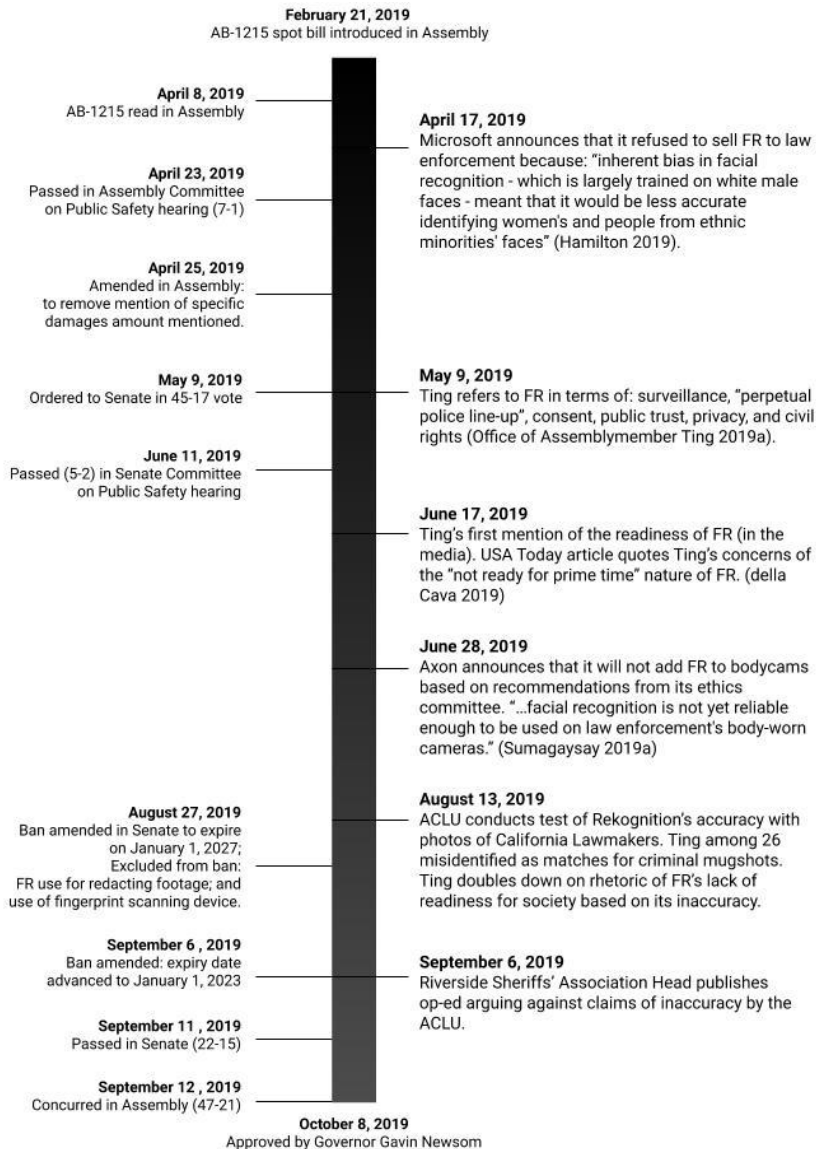 February 21, 2019
AB-1215 spot bill introduced in Assembly
April 8, 2019
AB-1215 read in Assembly
April 17, 2019
Microsoft announces that it refused to sell FR to law
enforcement because: “inherent bias in facial
recognition - which is largely trained on white male
faces - meant that it would be less accurate
identifying women's and people from ethnic
minorities' faces” (Hamilton 2019).
April 23, 2019
Passed in Assembly Committee
on Public Safety hearing (7-1)
April 25, 2019
Amended in Assembly:
to remove mention of specific
damages amount mentioned.
May 9, 2019
Ordered to Senate in 45-17 vote
May 9, 2019
Ting refers to FR in terms of: surveillance, “perpetual
police line-up”, consent, public trust, privacy, and civil
rights (Office of Assemblymember Ting 2019a).
June 11, 2019
Passed (5-2) in Senate Committee
on Public Safety hearing
June 17, 2019
Ting’s first mention of the readiness of FR (in the
media). USA Today article quotes Ting’s concerns of
the “not ready for prime time” nature of FR. (della
Cava 2019)
June 28, 2019
Axon announces that it will not add FR to bodycams
based on recommendations from its ethics
committee. “...facial recognition is not yet reliable
enough to be used on law enforcement's body-worn
cameras.” (Sumagaysay 2019a)
August 13, 2019
ACLU conducts test of Rekognition’s accuracy with
photos of California Lawmakers. Ting among 26
misidentified as matches for criminal mugshots.
Ting doubles down on rhetoric of FR’s lack of
readiness for society based on its inaccuracy.
August 27, 2019
Ban amended in Senate to expire
on January 1, 2027;
Excluded from ban:
FR use for redacting footage; and
use of fingerprint scanning device.
September 6 , 2019
Ban amended: expiry date
advanced to January 1, 2023
September 6, 2019
Riverside Sheriffs’ Association Head publishes
op-ed arguing against claims of inaccuracy by the
ACLU.
September 11 , 2019
Passed in Senate (22-15)
September 12 , 2019
Concurred in Assembly (47-21)
October 8, 2019
Approved by Governor Gavin Newsom